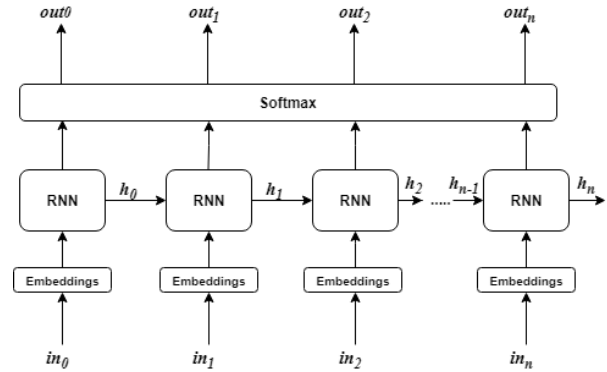 out0 out1 out2 outn
Softmax
h0 h1 h2 hn-1 hn
RNN RNN RNN ..... RNN
Embeddings Embeddings Embeddings Embeddings
in0 in1 in2 inn